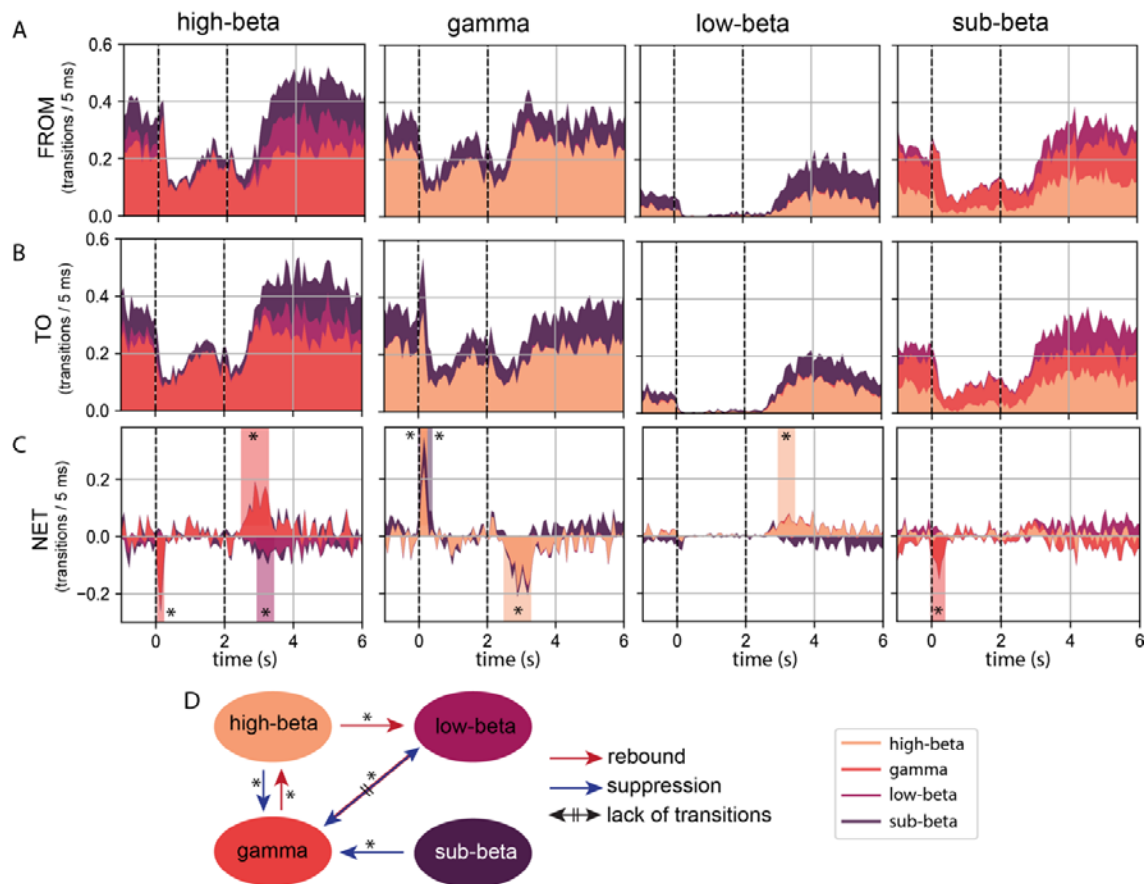 high-beta gamma low-beta sub-beta
A
0.6
0.4
0.2
0.0
FROM
(transitions / 5 ms)
B
0.6
0.4
0.2
0.0
TO
(transitions / 5 ms)
C
0.2
0.0
−0.2
NET
(transitions / 5 ms)
* * * * * * * *
0 2 4 6 0 2 4 6 0 2 4 6 0 2 4 6
time (s) time (s) time (s) time (s)
D
high-beta * low-beta
* * *
gamma * sub-beta
rebound
suppression
lack of transitions
high-beta
gamma
low-beta
sub-beta